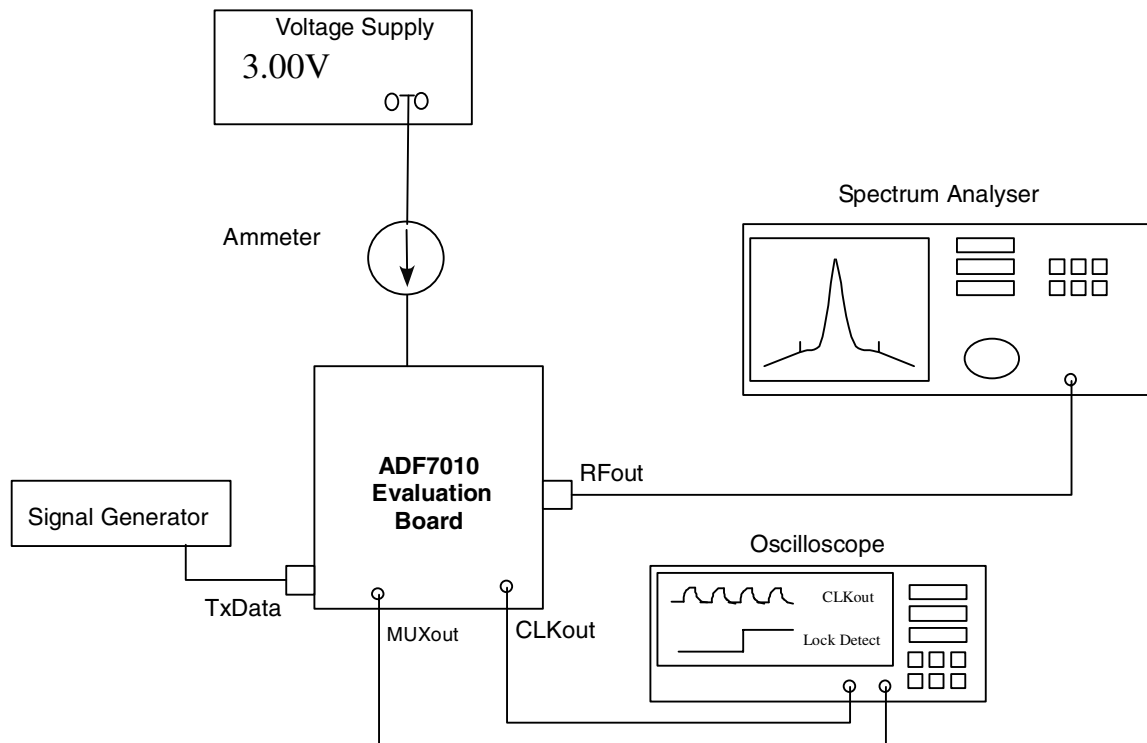 Voltage Supply
3.00V
Spectrum Analyser
Ammeter
ADF7010
Evaluation
Board
RFout
Signal Generator
Oscilloscope
TxData
MUXout
CLKout
CLKout
Lock Detect